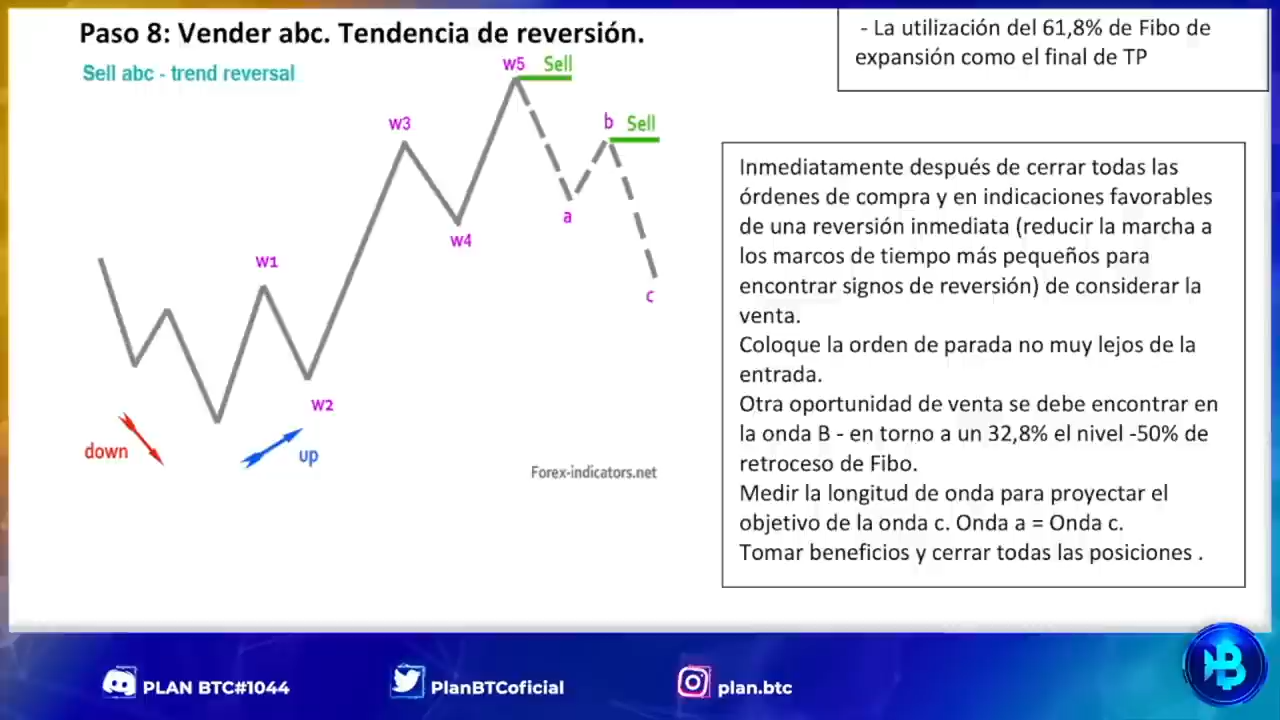 Paso 8: Vender abc. Tendencia de reversión.
Sell abc - trend reversal
- La utilización del 61,8% de Fibo de
expansión como el final de TP
w5
Sell
w3
b
Sell
a
w4
w1
c
w2
down
up
Forex-indicators.net
Inmediatamente después de cerrar todas las
órdenes de compra y en indicaciones favorables
de una reversión inmediata (reducir la marcha a
los marcos de tiempo más pequeños para
encontrar signos de reversión) de considerar la
venta.
Coloque la orden de parada no muy lejos de la
entrada.
Otra oportunidad de venta se debe encontrar en
la onda B - en torno a un 32,8% el nivel -50% de
retroceso de Fibo.
Medir la longitud de onda para proyectar el
objetivo de la onda c. Onda a = Onda c.
Tomar beneficios y cerrar todas las posiciones .
PLAN BTC#1044
PlanBTCoficial
plan.btc